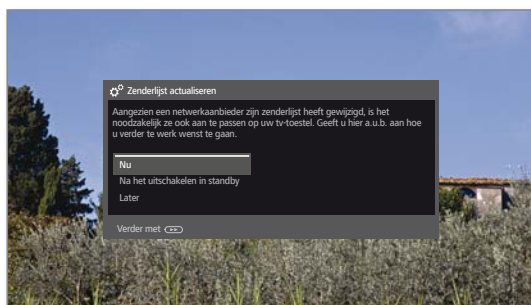 Zenderlijst actualiseren
Aangezien een netwerkaanbieder zijn zenderlijst heeft gewijzigd, is het
noodzakelijk ze ook aan te passen op uw tv-toestel. Geeft u hier a.u.b. aan hoe
u verder te werk wenst te gaan.
Nu
Na het uitschakelen in standby
Later
Verder met